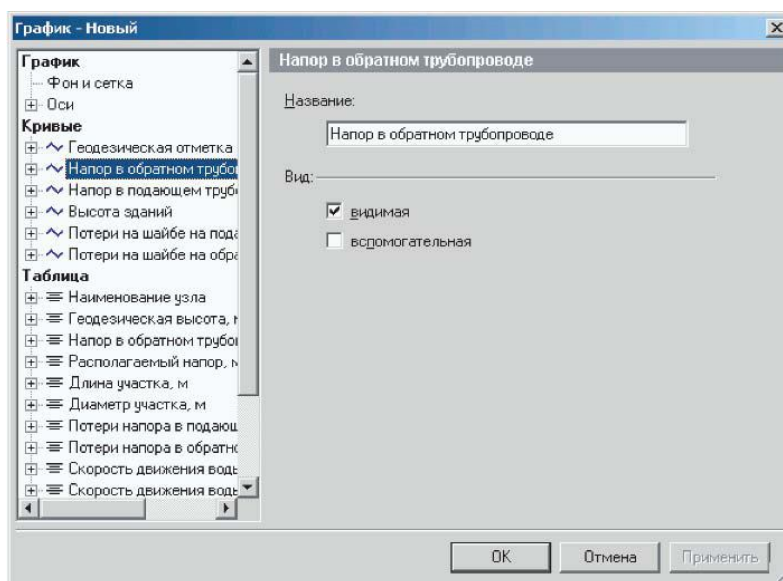 График - Новый
График
Фон и сетка
Оси
Кривые
Геодезическая отметка
Напор в обратном трубо
Напор в подающем труб
Высота зданий
Потери на шайбе на пода
Потери на шайбе на обра
Таблица
Наименование узла
Геодезическая высота,
Напор в обратном трубо
Располагаемый напор, м
Длина участка, м
Диаметр участка, м
Потери напора в подающ
Потери напора в обратно
Скорость движения воды
Скорость движения воды
Напор в обратном трубопроводе
Название:
Напор в обратном трубопроводе
Вид:
видимая
вспомогательная
OK
Отмена
Применить